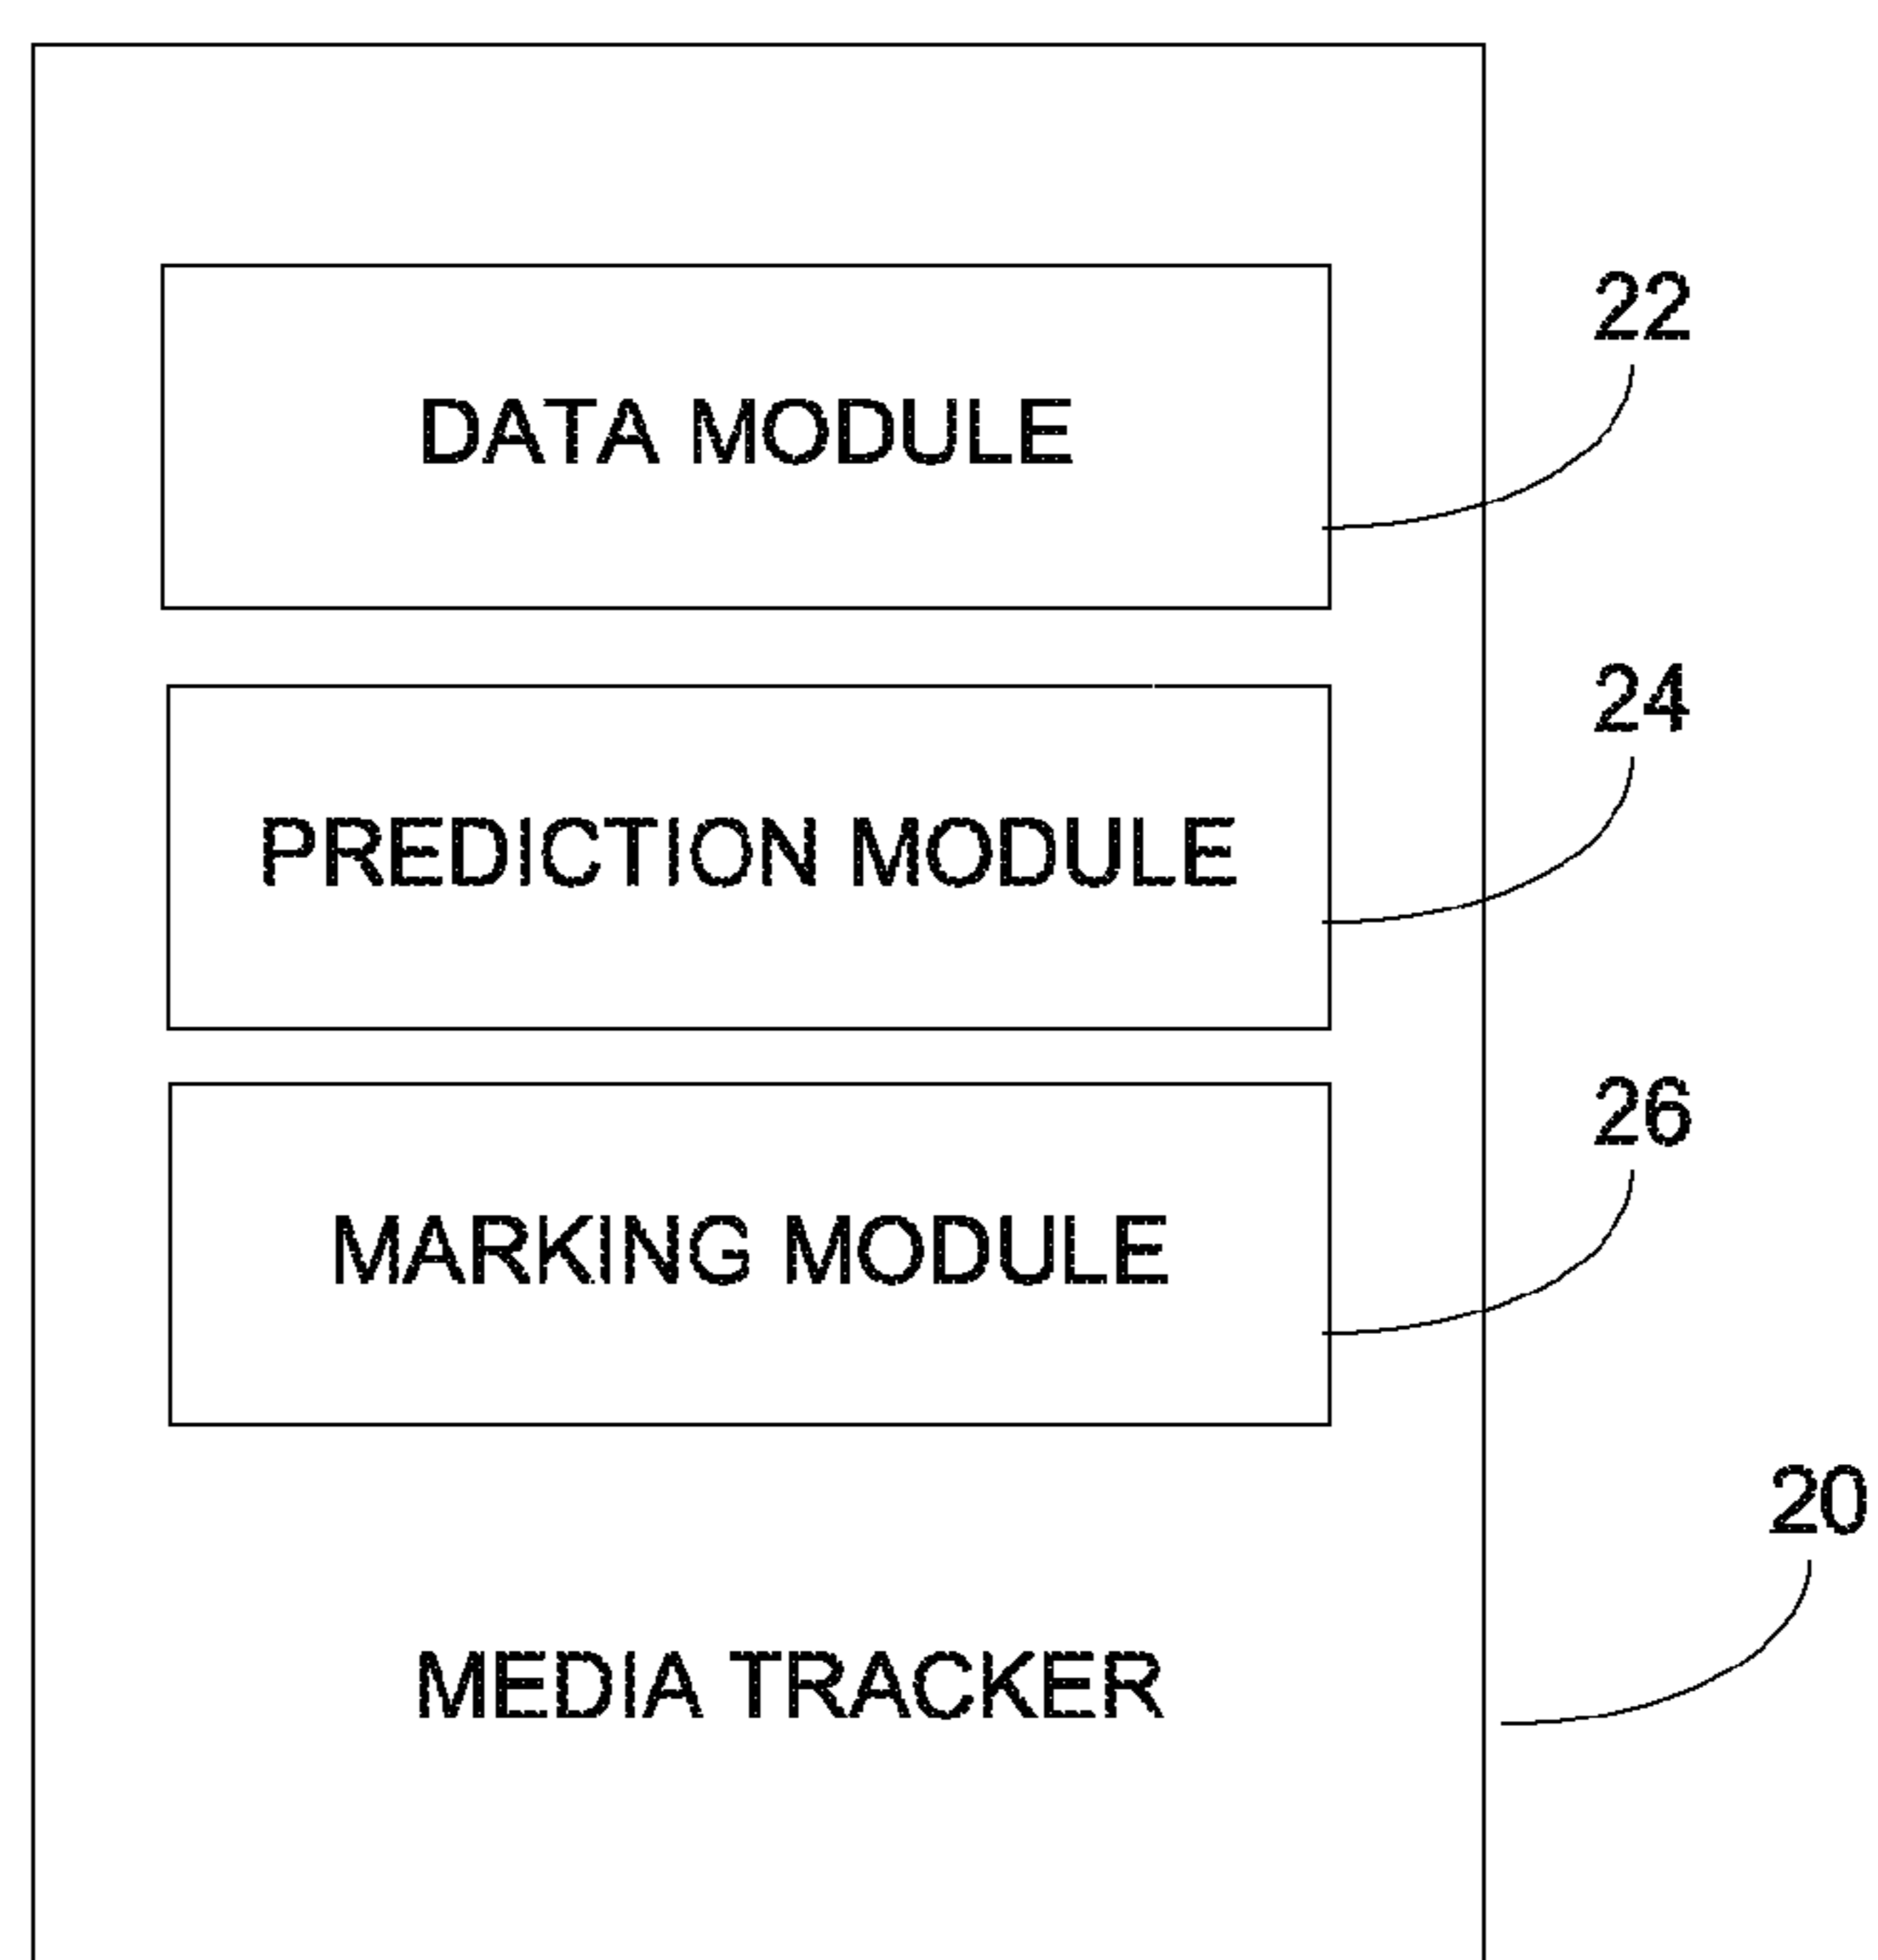 22
DATA MODULE
24
PREDICTION MODULE
26
MARKING MODULE
20
MEDIA TRACKER